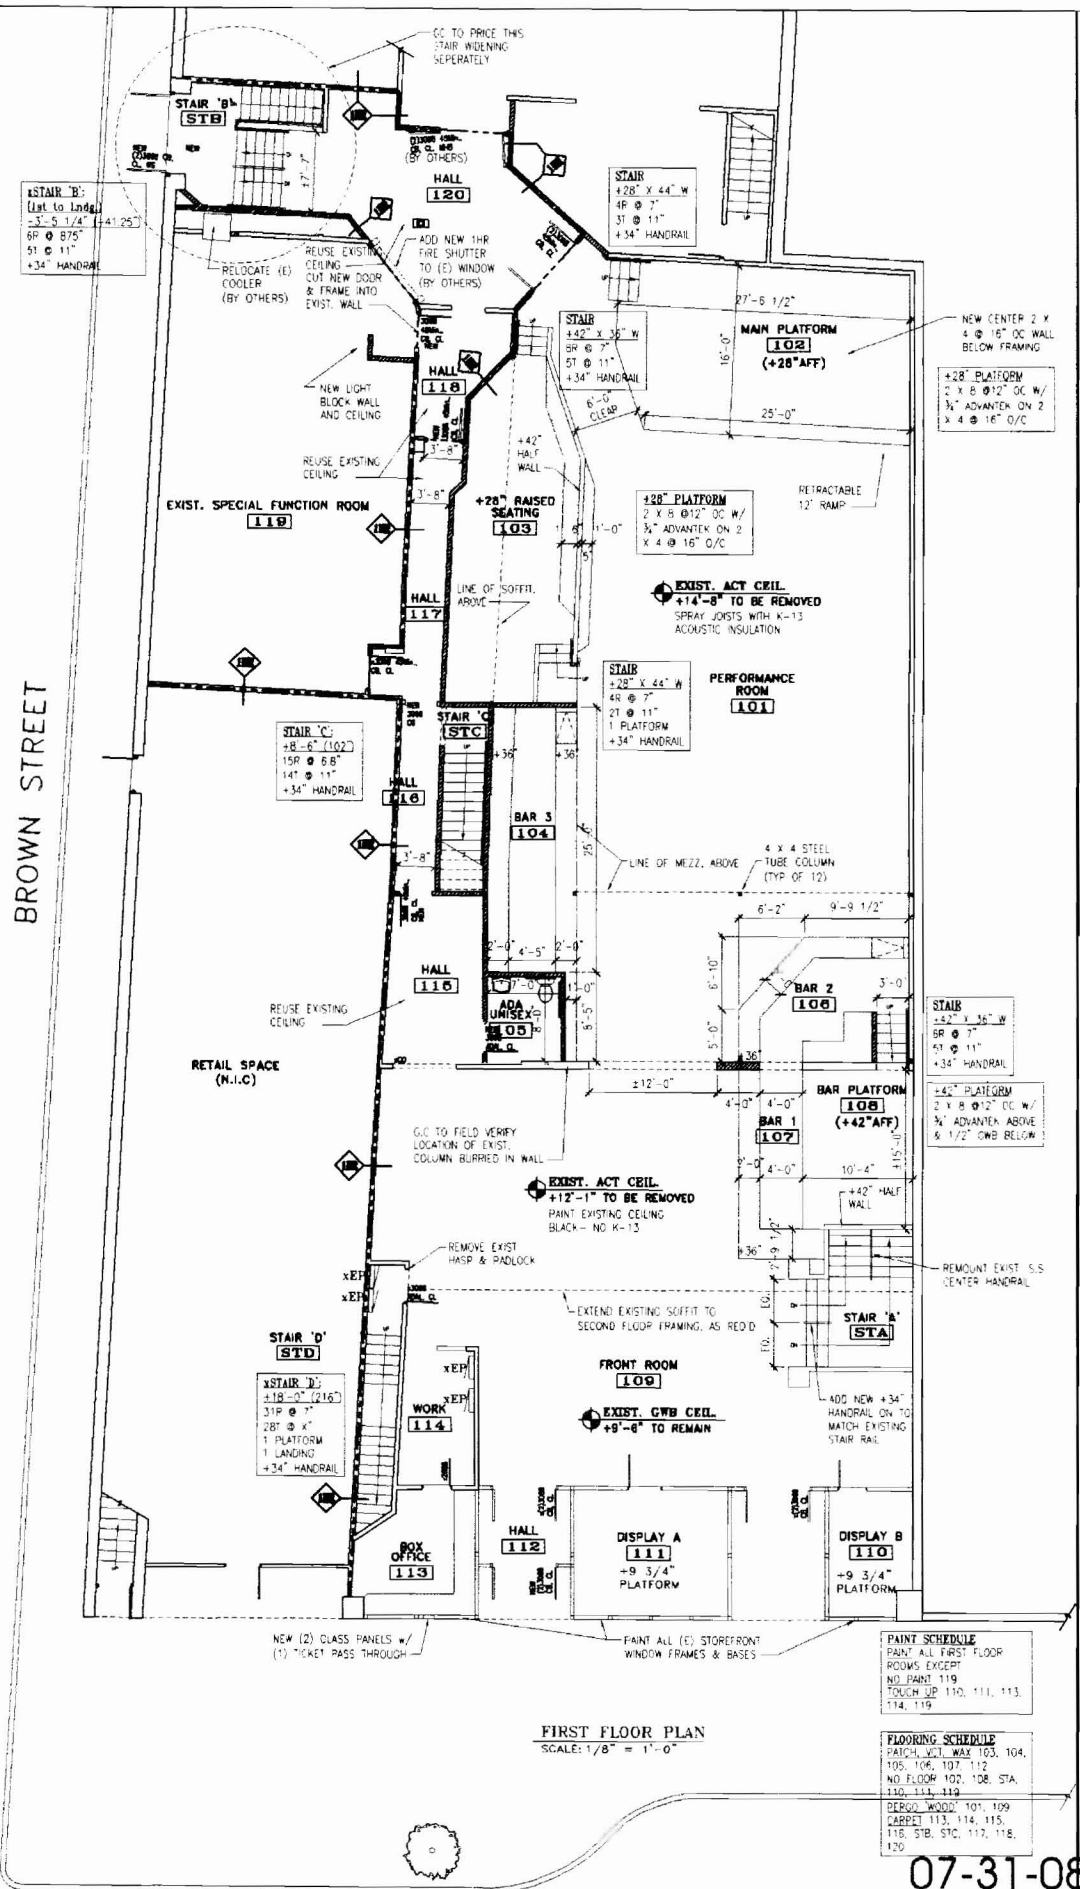 GC TO PRICE THIS
STAIR WIDENING
SEPERATELY
STAIR 'B'
STB
±7'-7"
(BY OTHERS)
HALL
120
xSTAIR 'B':
(1st to Lndg.)
-3'-5 1/4" (-41.25")
6R @ 875"
5T @ 11"
+34" HANDRAIL
RELOCATE (E)
COOLER
(BY OTHERS)
REUSE EXISTING
CEILING
CUT NEW DOOR
& FRAME INTO
EXIST. WALL
ADD NEW 1HR
FIRE SHUTTER
TO (E) WINDOW
(BY OTHERS)
STAIR
+28" X 44" W
4R @ 7"
3T @ 11"
+34" HANDRAIL
27'-6 1/2"
MAIN PLATFORM
102
(+28"AFF)
16'-0"
NEW CENTER 2 X
4 @ 16" OC WALL
BELOW FRAMING
STAIR
+42" X 36" W
6R @ 7"
5T @ 11"
+34" HANDRAIL
HALL
118
NEW LIGHT
BLOCK WALL
AND CEILING
+28" PLATFORM
2 X 8 @12" OC W/
¾" ADVANTEK ON 2
X 4 @ 16" O/C
6'-0"
CLEAR
25'-0"
+42"
HALF
WALL
3'-8"
REUSE EXISTING
CEILING
3'-8"
RETRACTABLE
12' RAMP
EXIST. SPECIAL FUNCTION ROOM
119
+28" RAISED
SEATING
103
+28" PLATFORM
2 X 8 @12" OC W/
¾" ADVANTEK ON 2
X 4 @ 16" O/C
1'-0"
5"
LINE OF SOFFIT.
ABOVE
HALL
117
EXIST. ACT CEIL.
+14'-8" TO BE REMOVED
SPRAY JOISTS WITH K-13
ACOUSTIC INSULATION
STAIR
+28" X 44" W
4R @ 7"
2T @ 11"
1 PLATFORM
+34" HANDRAIL
PERFORMANCE
ROOM
101
BROWN STREET
STAIR 'C'
STC
STAIR 'C':
+8'-6" (102")
15R @ 6.8"
14T @ 11"
+34" HANDRAIL
+36"
+36"
HALL
116
BAR 3
104
25'-0"
3'-8"
LINE OF MEZZ. ABOVE
4 X 4 STEEL
TUBE COLUMN
(TYP OF 12)
6'-2"
9'-9 1/2"
2'-0"
4'-5"
2'-0"
6'-10"
HALL
115
7'-0"
1'-0"
ADA
UNISEX
105
8'-0"
8'-5"
BAR 2
106
3'-0"
5'-0"
REUSE EXISTING
CEILING
STAIR
+42" X 36" W
6R @ 7"
5T @ 11"
+34" HANDRAIL
RETAIL SPACE
(N.I.C)
36"
±12'-0"
4'-0"
4'-0"
BAR PLATFORM
108
(+42"AFF)
+42" PLATFORM
2 X 8 @12" OC W/
¾" ADVANTEK ABOVE
& 1/2" GWB BELOW
BAR 1
107
±15'-0"
G.C TO FIELD VERIFY
LOCATION OF EXIST.
COLUMN BURRIED IN WALL
2'-0"
4'-0"
10'-4"
EXIST. ACT CEIL.
+12'-1" TO BE REMOVED
PAINT EXISTING CEILING
BLACK- NO K-13
+42" HALF
WALL
REMOVE EXIST
HASP & PADLOCK
+36"
2'-9 1/2"
xEP
xEP
REMOUNT EXIST S.S
CENTER HANDRAIL
EXTEND EXISTING SOFFIT TO
SECOND FLOOR FRAMING, AS REQ'D
EQ.
EQ.
STAIR 'A'
STA
STAIR 'D'
STD
xSTAIR 'D':
+18'-0" (216")
31R @ 7"
28T @ X"
1 PLATFORM
1 LANDING
+34" HANDRAIL
xEP
xEP
FRONT ROOM
109
WORK
114
ADD NEW +34"
HANDRAIL ON TO
MATCH EXISTING
STAIR RAIL
EXIST. GWB CEIL.
+9'-6" TO REMAIN
BOX
OFFICE
113
HALL
112
DISPLAY A
111
+9 3/4"
PLATFORM
DISPLAY B
110
+9 3/4"
PLATFORM
NEW (2) GLASS PANELS w/
(1) TICKET PASS THROUGH
PAINT ALL (E) STOREFRONT
WINDOW FRAMES & BASES
PAINT SCHEDULE
PAINT ALL FIRST FLOOR
ROOMS EXCEPT
NO PAINT 119
TOUCH UP 110, 111, 113,
114, 119
FIRST FLOOR PLAN
SCALE: 1/8" = 1'-0"
FLOORING SCHEDULE
PATCH, VCT, WAX 103, 104,
105, 106, 107, 112
NO FLOOR 102, 108, STA,
110, 111, 119
PERGO 'WOOD' 101, 109
CARPET 113, 114, 115,
116, STB, STC, 117, 118,
120
07-31-08